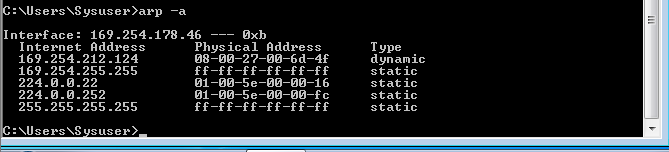 C:\Users\Sysuser>arp -a
Interface: 169.254.178.46 --- 0xb
Internet Address Physical Address Type
169.254.212.124 08-00-27-00-6d-4f dynamic
169.254.255.255 ff-ff-ff-ff-ff-ff static
224.0.0.22 01-00-5e-00-00-16 static
224.0.0.252 01-00-5e-00-00-fc static
255.255.255.255 ff-ff-ff-ff-ff-ff static
C:\Users\Sysuser>_